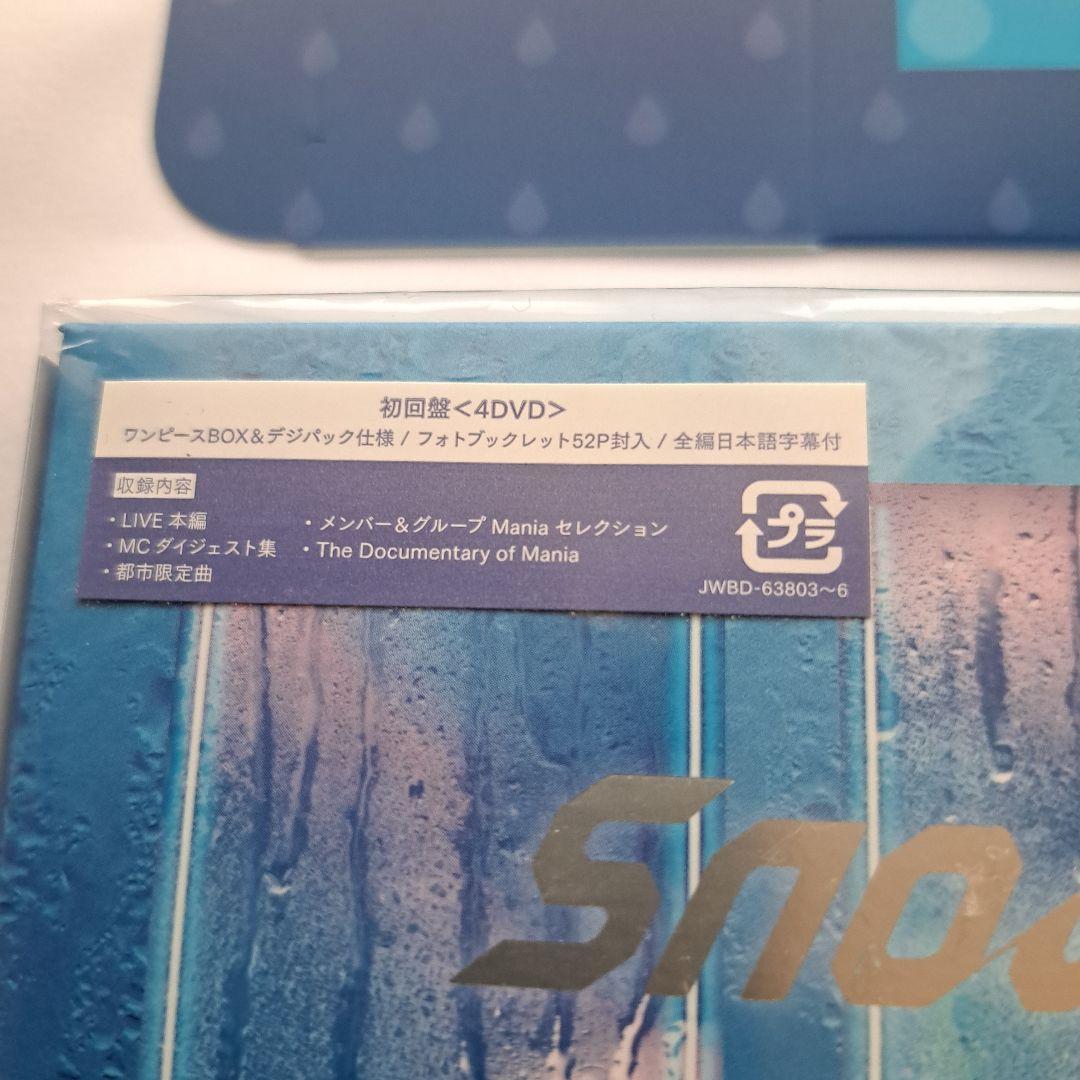 初回盤<4DVD>
ワンピースBOX&デジパック仕様 / フォトブックレット52P封入 / 全編日本語字幕付
収録内容
・LIVE 本編
・MC ダイジェスト集
・都市限定曲
・メンバー&グループ Mania セレクション
・The Documentary of Mania
プラ
JWBD-63803〜6
Sno